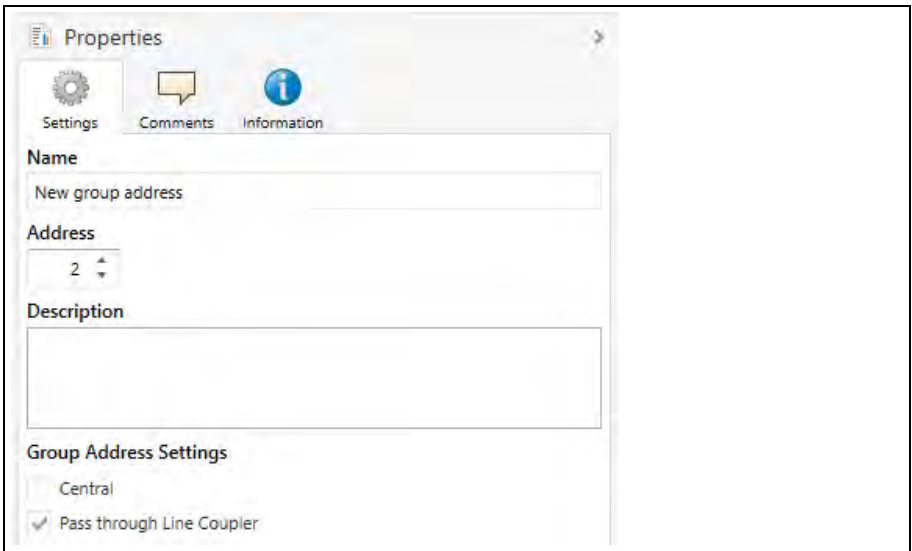 Properties
Settings Comments Information
Name
New group address
Address
2
Description
Group Address Settings
Central
Pass through Line Coupler